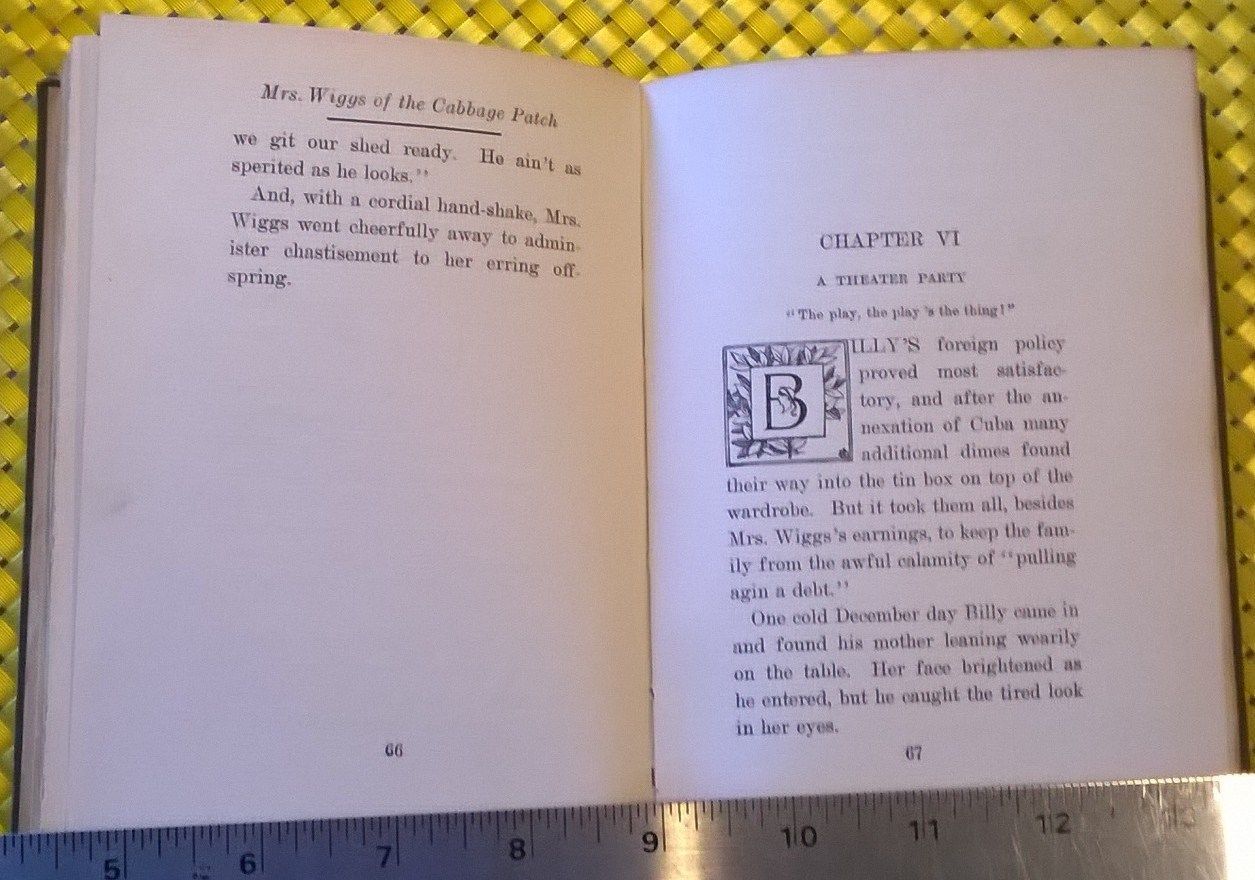 Mrs. Wiggs of the Cabbage Patch
we git our shed ready. He ain't as
sperited as he looks."
And, with a cordial hand-shake, Mrs.
Wiggs went cheerfully away to admin-
ister chastisement to her erring off-
spring.
66
CHAPTER VI
A THEATER PARTY
"The play, the play 's the thing!"
BILLY'S foreign policy
proved most satisfac-
tory, and after the an-
nexation of Cuba many
additional dimes found
their way into the tin box on top of the
wardrobe. But it took them all, besides
Mrs. Wiggs's earnings, to keep the fam-
ily from the awful calamity of "pulling
agin a debt."
One cold December day Billy came in
and found his mother leaning wearily
on the table. Her face brightened as
he entered, but he caught the tired look
in her eyes.
67
5 6 7 8 9 10 11 12 13